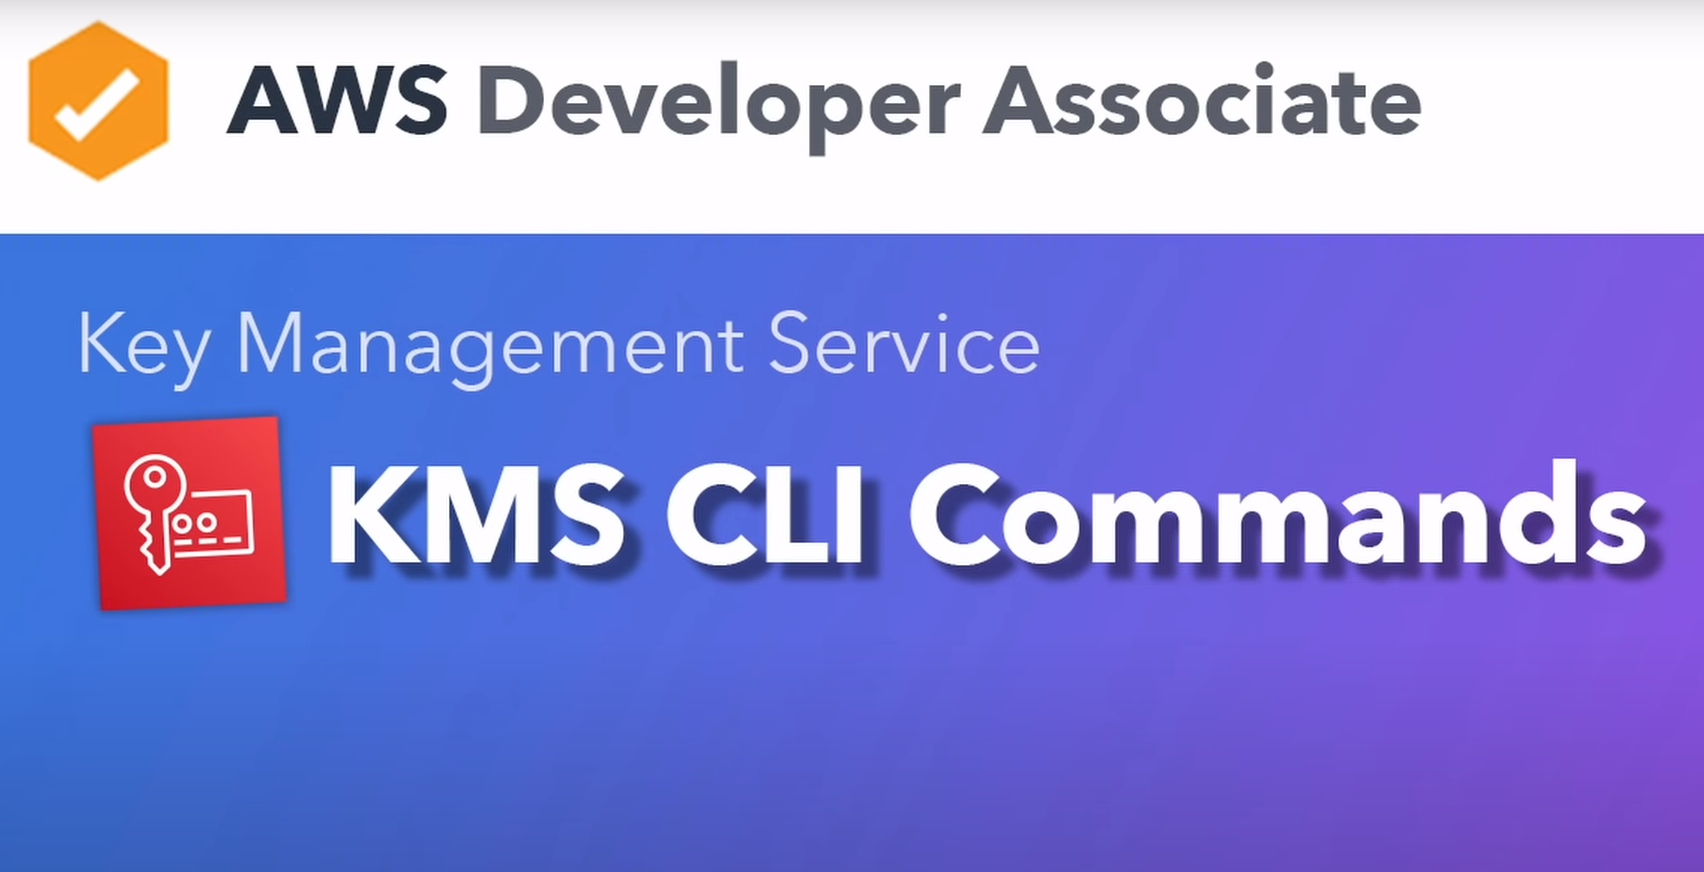 AWS Developer Associate
Key Management Service
KMS CLI Commands